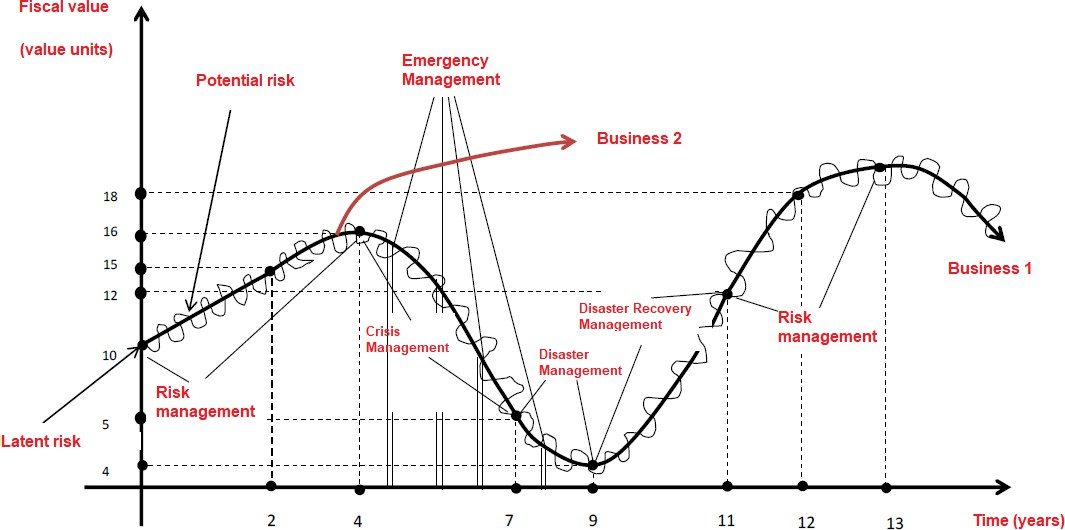 Fiscal value
(value units)
Potential risk
Emergency
Management
Business 2
18
16
15
12
10
5
4
Business 1
Disaster Recovery
Management
Risk
management
Crisis
Management
Disaster
Management
Risk
management
Latent risk
2
4
7
9
11
12
13
Time (years)